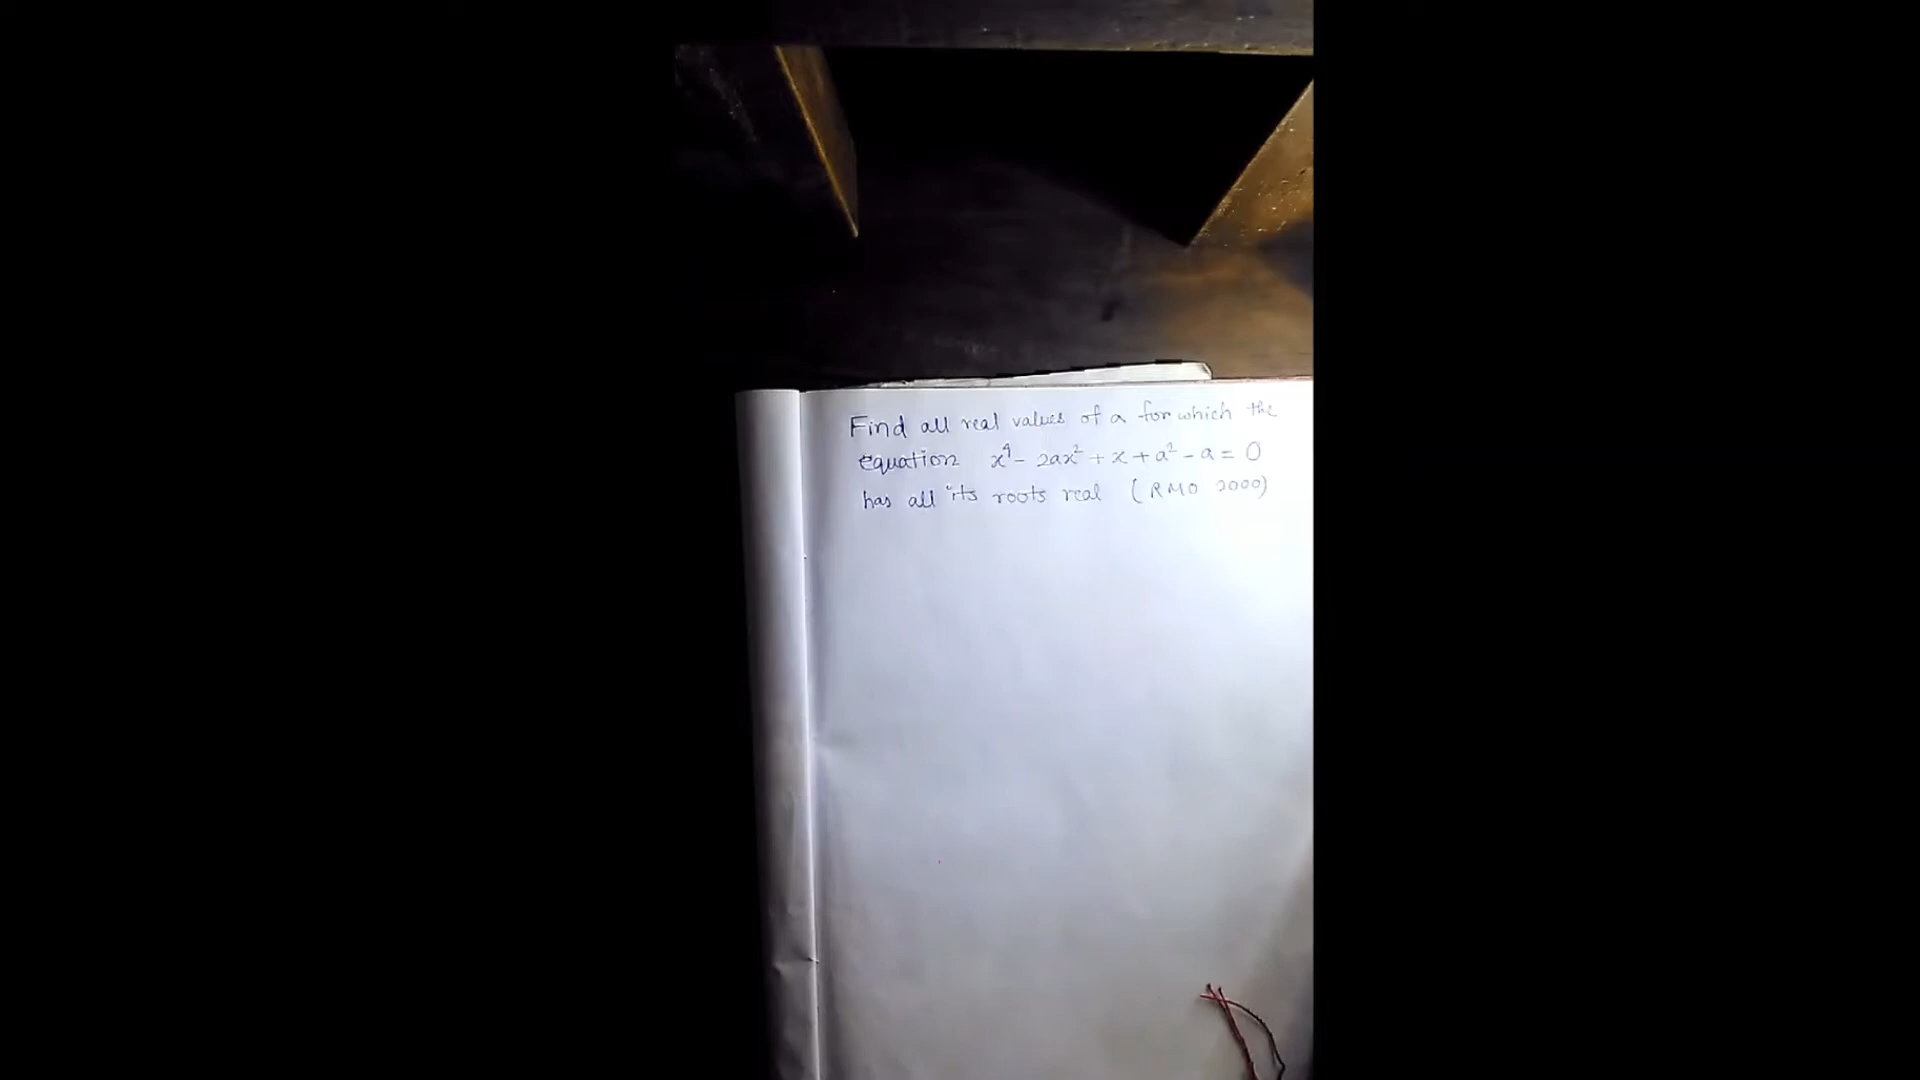 Find all real values of a for which the
equation x⁴ - 2ax² + x + a² - a = 0
has all its roots real (RMO 2000)